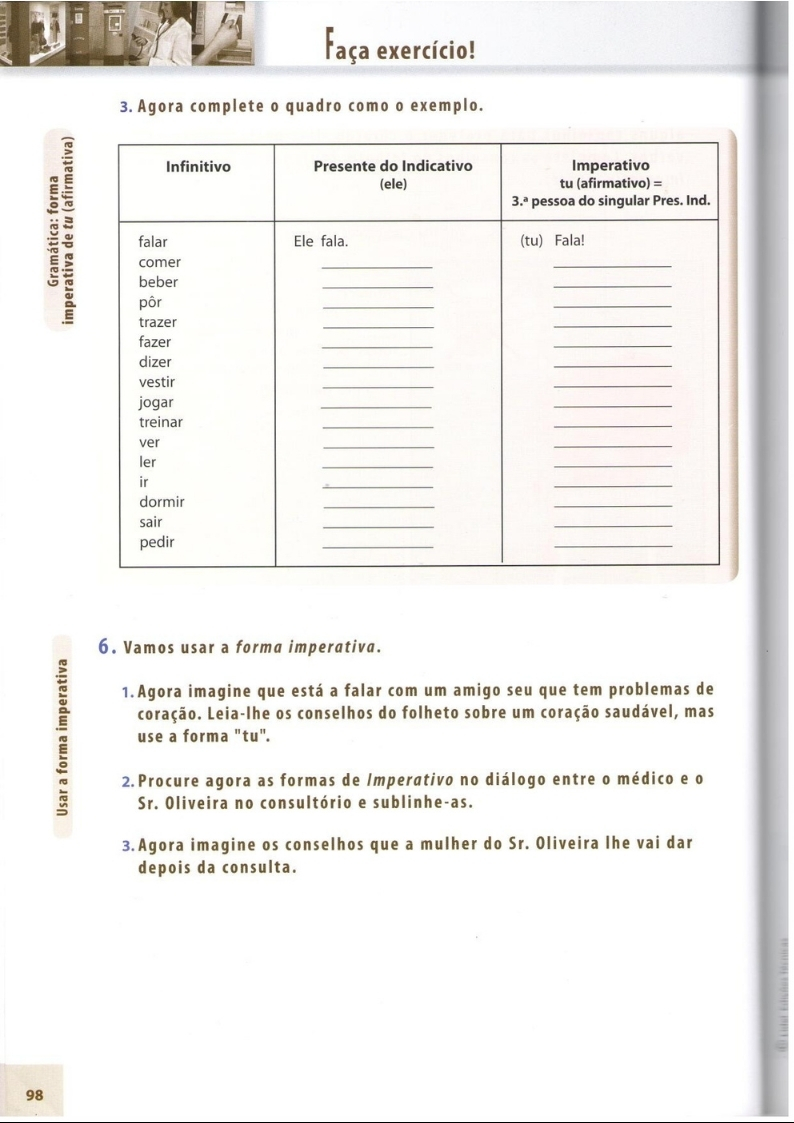 Faça exercício!
3. Agora complete o quadro como o exemplo.
Gramática: forma
imperativa de tu (afirmativa)
Infinitivo
Presente do Indicativo
(ele)
Imperativo
tu (afirmativo) =
3.ª pessoa do singular Pres. Ind.
falar Ele fala. (tu) Fala!
comer
beber
pôr
trazer
fazer
dizer
vestir
jogar
treinar
ver
ler
ir
dormir
sair
pedir
Usar a forma imperativa
6. Vamos usar a forma imperativa.
1. Agora imagine que está a falar com um amigo seu que tem problemas de
coração. Leia-lhe os conselhos do folheto sobre um coração saudável, mas
use a forma "tu".
2. Procure agora as formas de Imperativo no diálogo entre o médico e o
Sr. Oliveira no consultório e sublinhe-as.
3. Agora imagine os conselhos que a mulher do Sr. Oliveira lhe vai dar
depois da consulta.
98